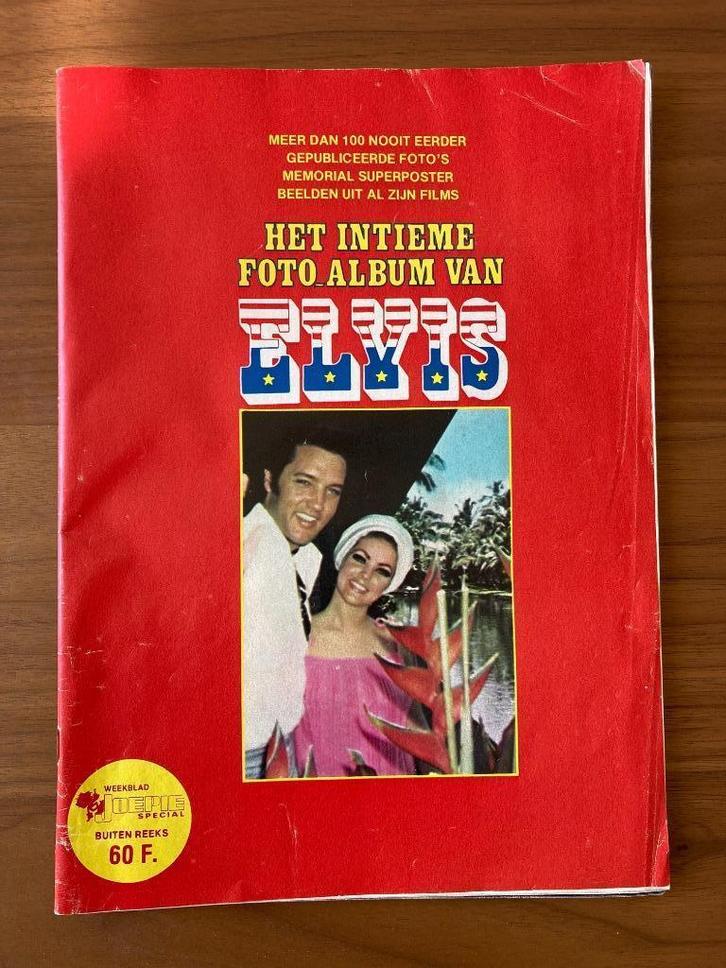 MEER DAN 100 NOOIT EERDER
GEPUBLICEERDE FOTO'S
MEMORIAL SUPERPOSTER
BEELDEN UIT AL ZIJN FILMS
HET INTIEME
FOTO-ALBUM VAN
ELVIS
WEEKBLAD
JOEPIE
SPECIAL
BUITEN REEKS
60 F.